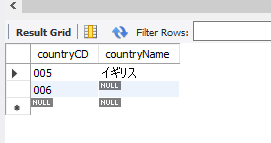 Result Grid Filter Rows:
countryCD countryName
005 イギリス
006 NULL
NULL NULL